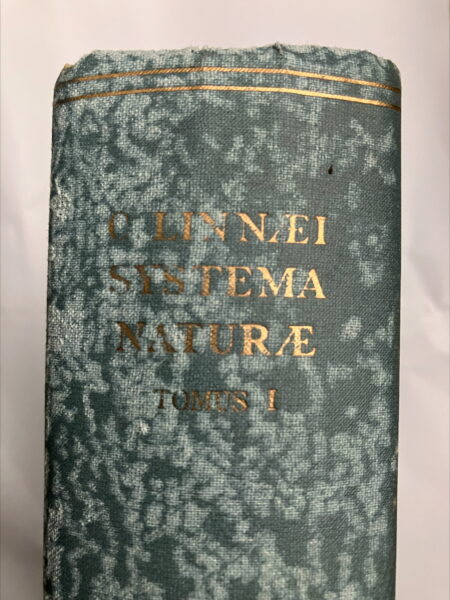 C LINNÆI
SYSTEMA
NATURÆ
TOMUS I